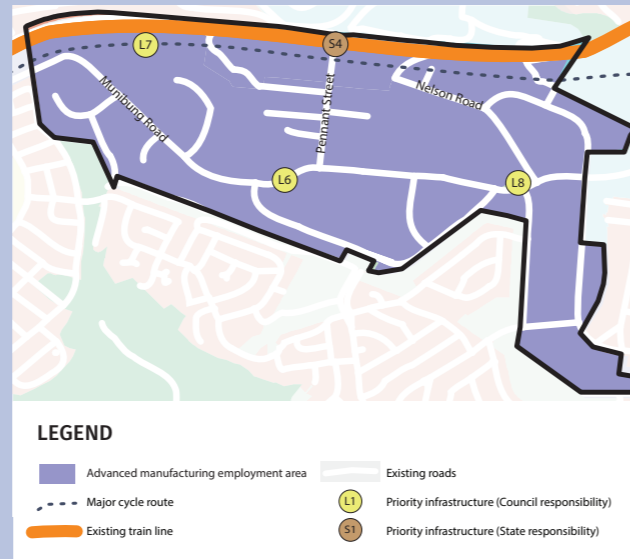 L7
S4
Nelson Road
Munibung Road
Pennant Street
L6
L8
LEGEND
Advanced manufacturing employment area
Existing roads
Major cycle route
L1
Priority infrastructure (Council responsibility)
Existing train line
S1
Priority infrastructure (State responsibility)